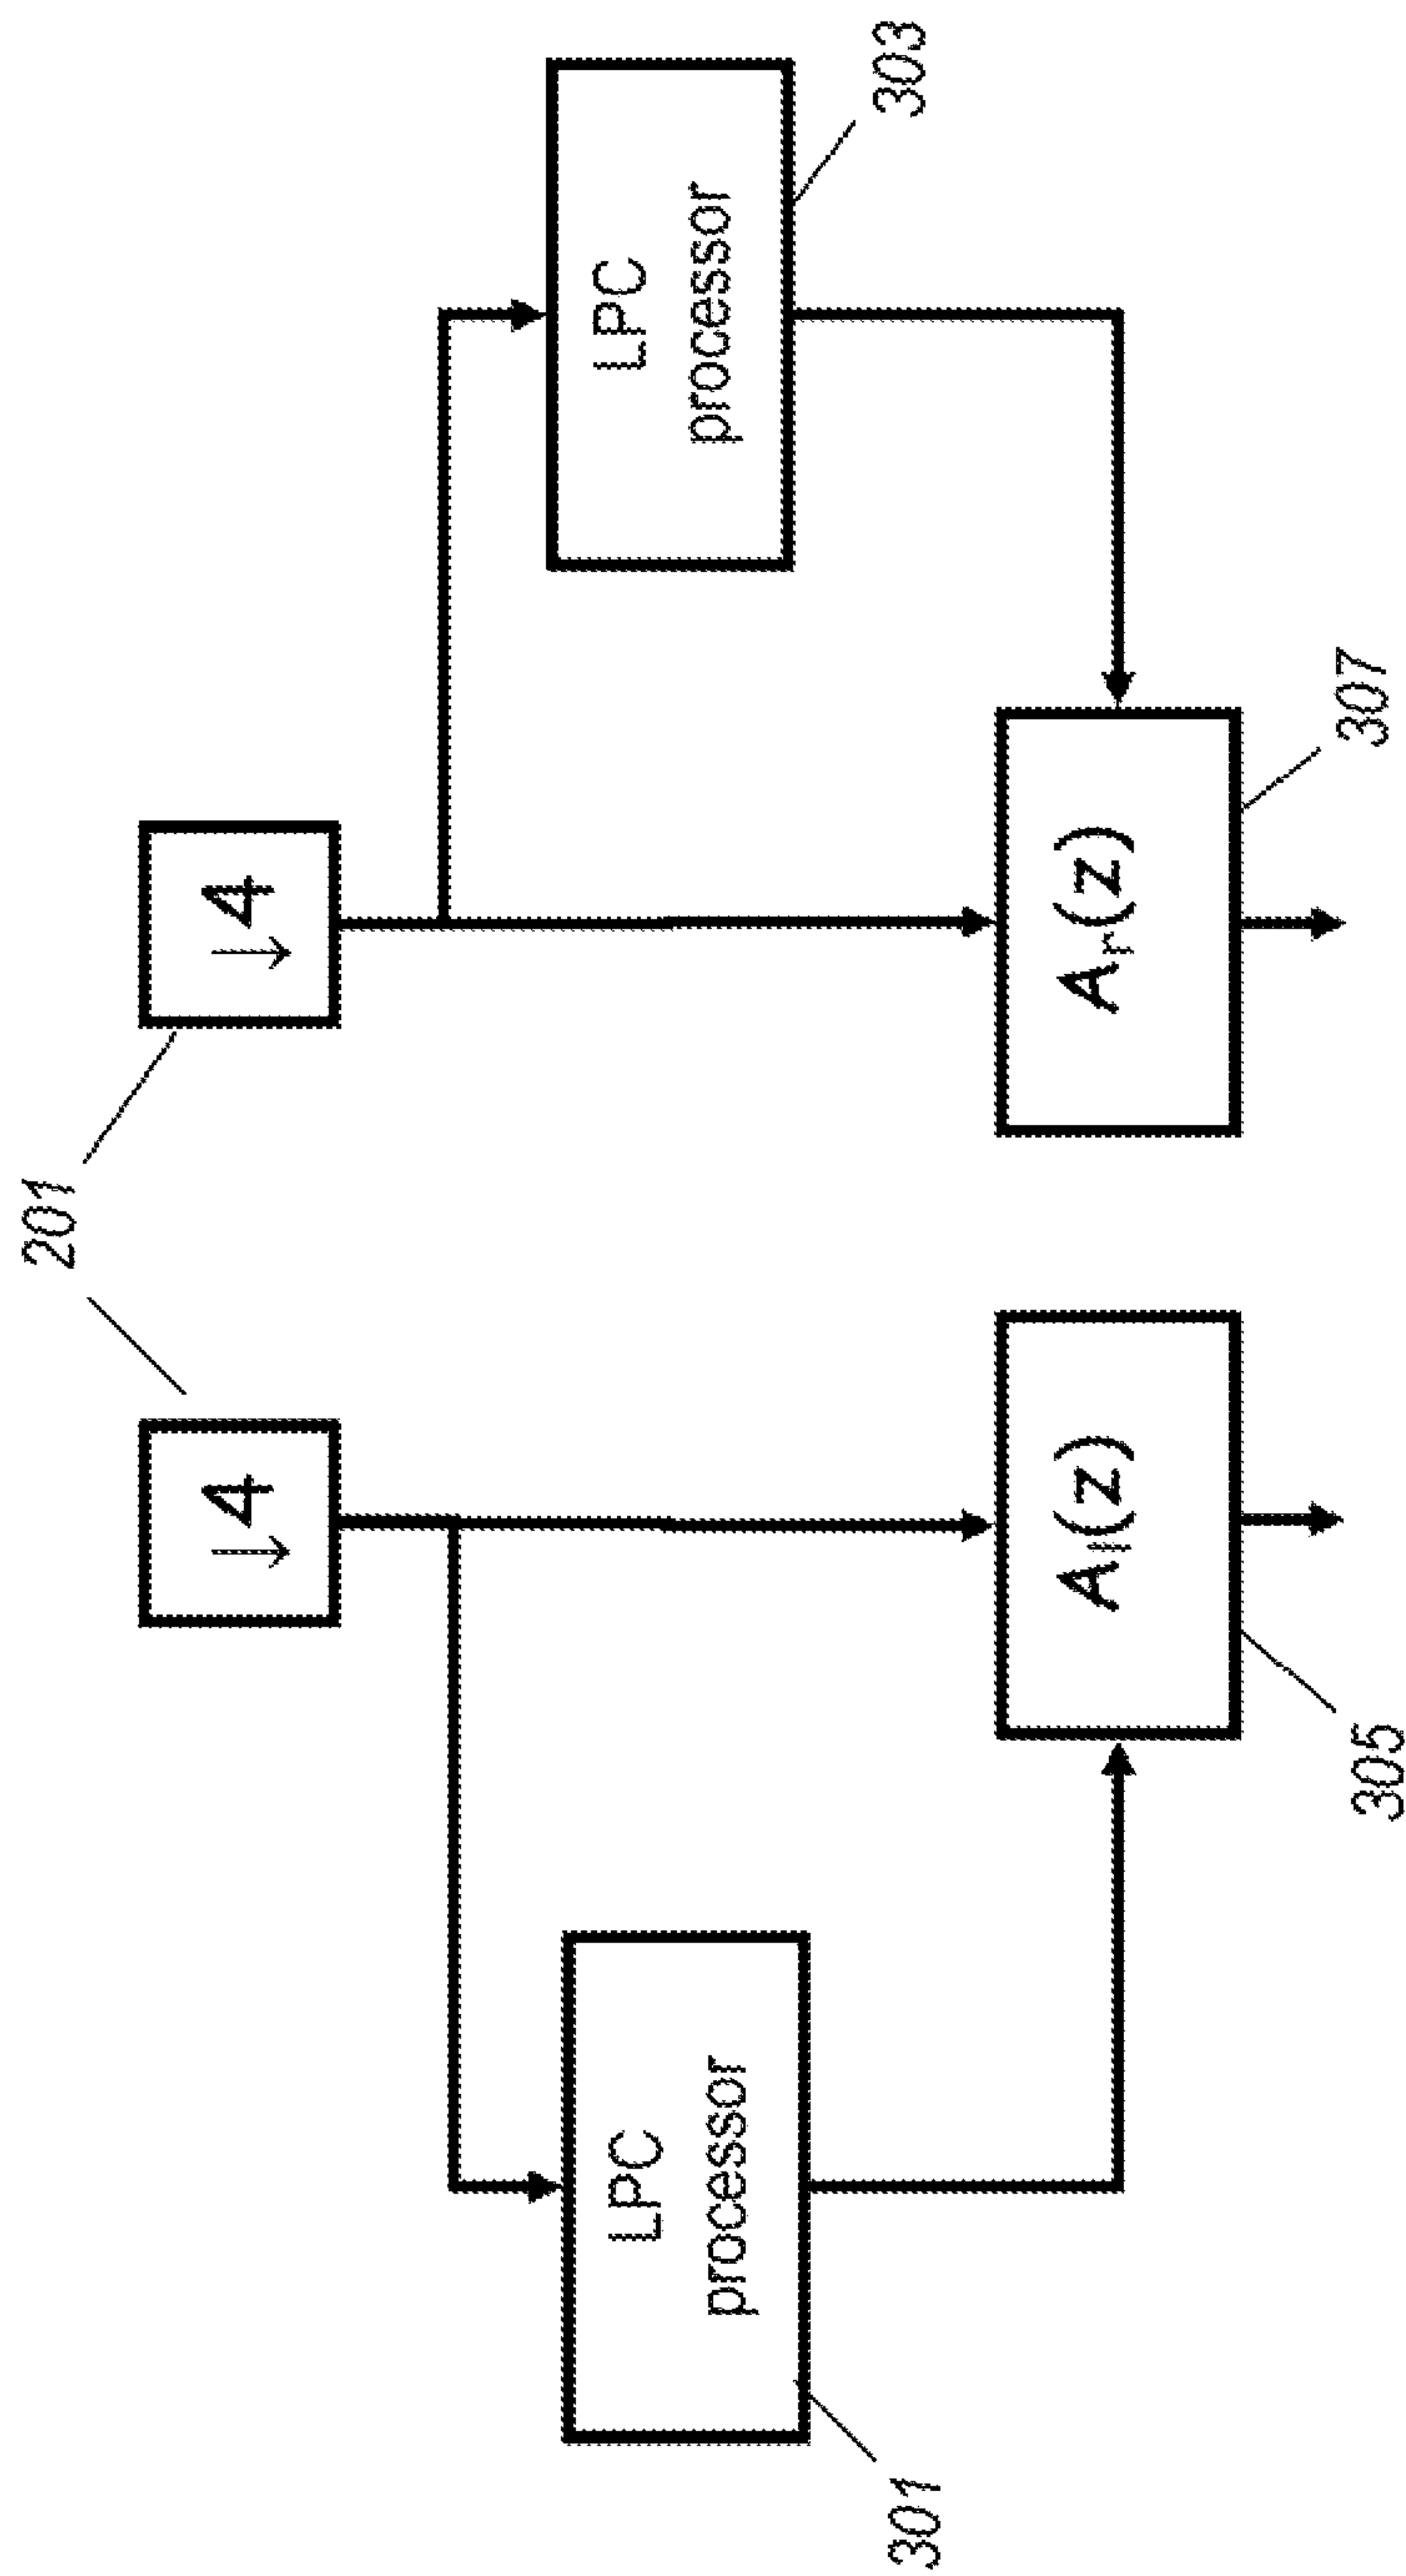 201
↓4
↓4
LPC
processor
LPC
processor
301
303
Aₗ(z)
Aᵣ(z)
305
307